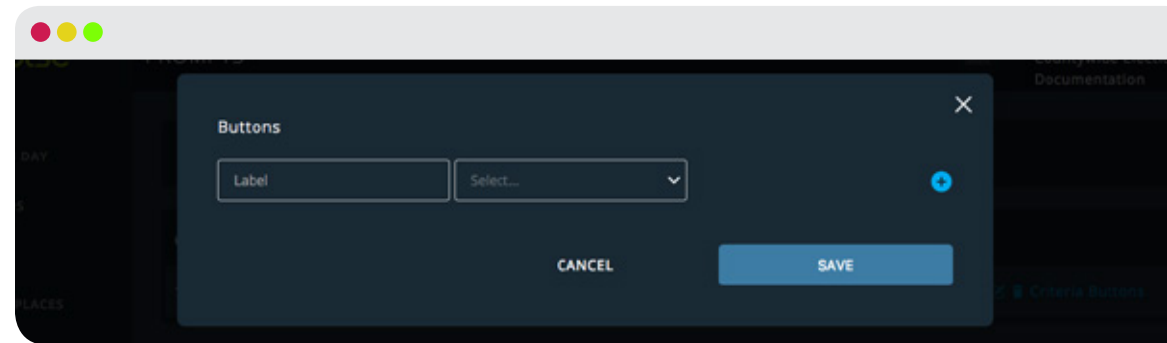 Documentation
DAY
Buttons
Label
Select...
CANCEL
SAVE
PLACES
Criteria Buttons